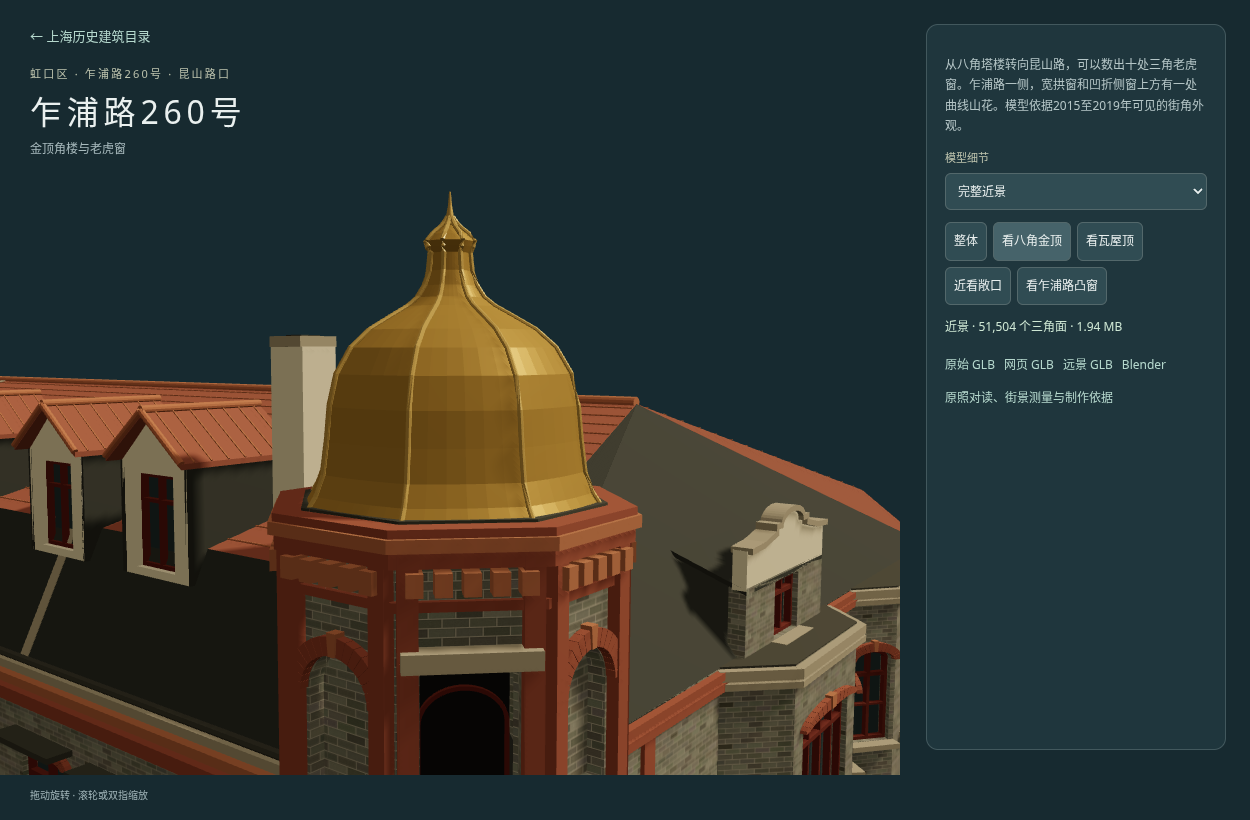 ← 上海历史建筑目录
虹口区 · 乍浦路260号 · 昆山路口
乍浦路260号
金顶角楼与老虎窗
从八角塔楼转向昆山路，可以数出十处三角老虎
窗。乍浦路一侧，宽拱窗和凹折侧窗上方有一处
曲线山花。模型依据2015至2019年可见的街角外
观。
模型细节
完整近景
整体 看八角金顶 看瓦屋顶
近看敞口 看乍浦路凸窗
近景 · 51,504 个三角面 · 1.94 MB
原始 GLB 网页 GLB 远景 GLB Blender
原照对读、街景测量与制作依据
拖动旋转 · 滚轮或双指缩放